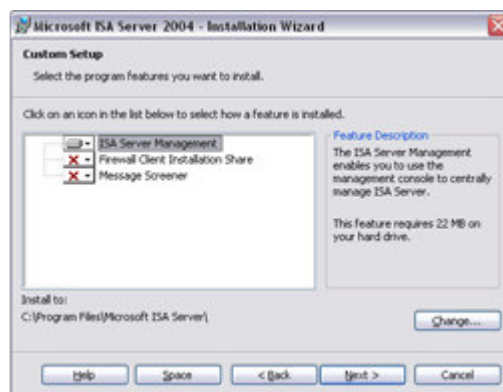 Microsoft ISA Server 2004 - Installation Wizard
Custom Setup
Select the program features you want to install.
Click on an icon in the list below to select how a feature is installed.
ISA Server Management
Firewall Client Installation Share
Message Screener
Feature Description
The ISA Server Management
enables you to use the
management console to centrally
manage ISA Server.
This feature requires 22 MB on
your hard drive.
Install to:
C:\Program Files\Microsoft ISA Server\
Change...
Help
Space
< Back
Next >
Cancel